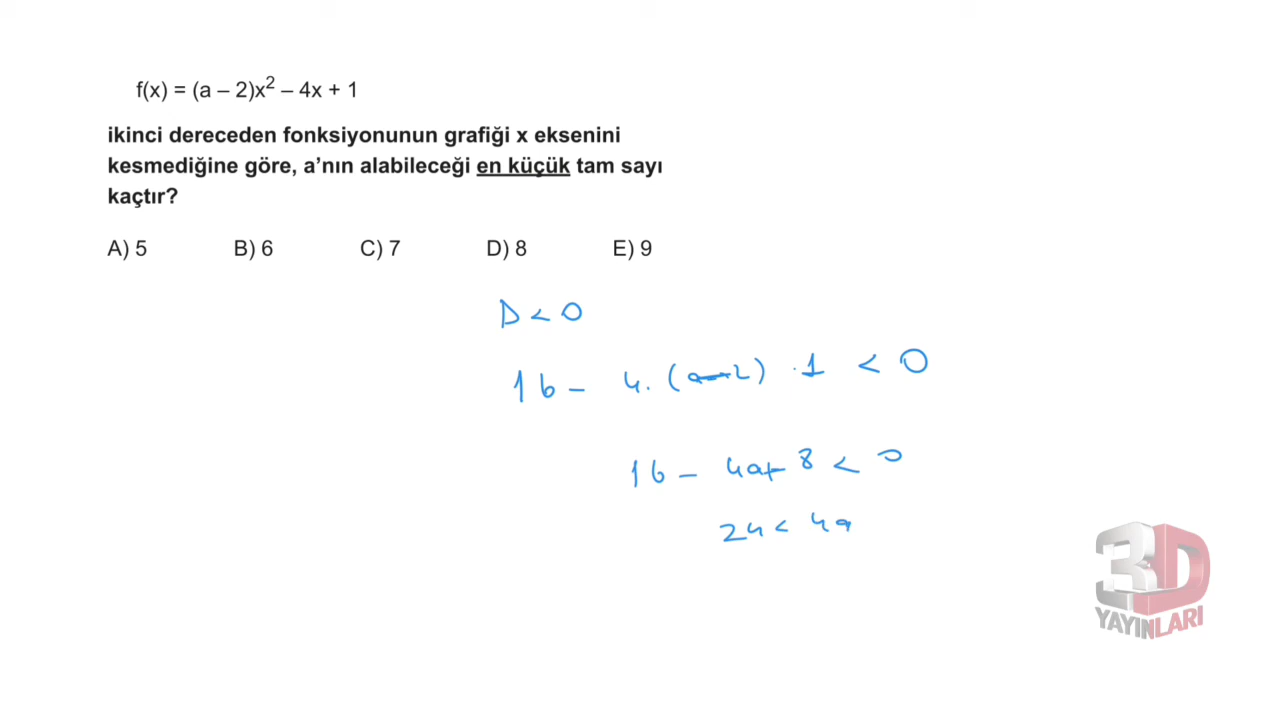 f(x) = (a – 2)x² – 4x + 1
ikinci dereceden fonksiyonunun grafiği x eksenini
kesmediğine göre, a’nın alabileceği en küçük tam sayı
kaçtır?
A) 5 B) 6 C) 7 D) 8 E) 9
Δ < 0
16 – 4. (a–2) .1 < 0
16 – 4a + 8 < 0
24 < 4a
3D
YAYINLARI